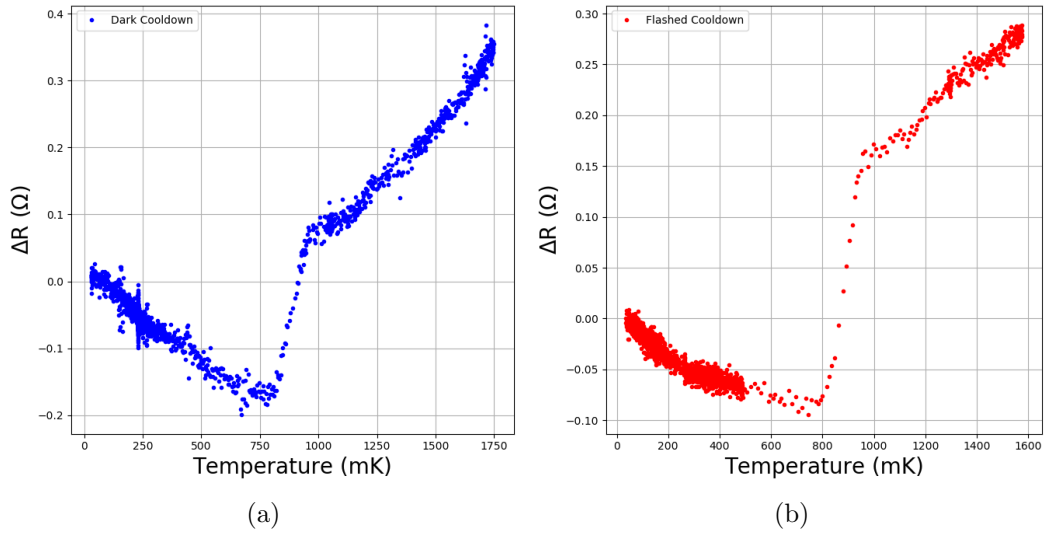 Dark Cooldown
0.4
0.3
0.2
0.1
0.0
−0.1
−0.2
ΔR (Ω)
0 250 500 750 1000 1250 1500 1750
Temperature (mK)
(a)
Flashed Cooldown
0.30
0.25
0.20
0.15
0.10
0.05
0.00
−0.05
−0.10
ΔR (Ω)
0 200 400 600 800 1000 1200 1400 1600
Temperature (mK)
(b)